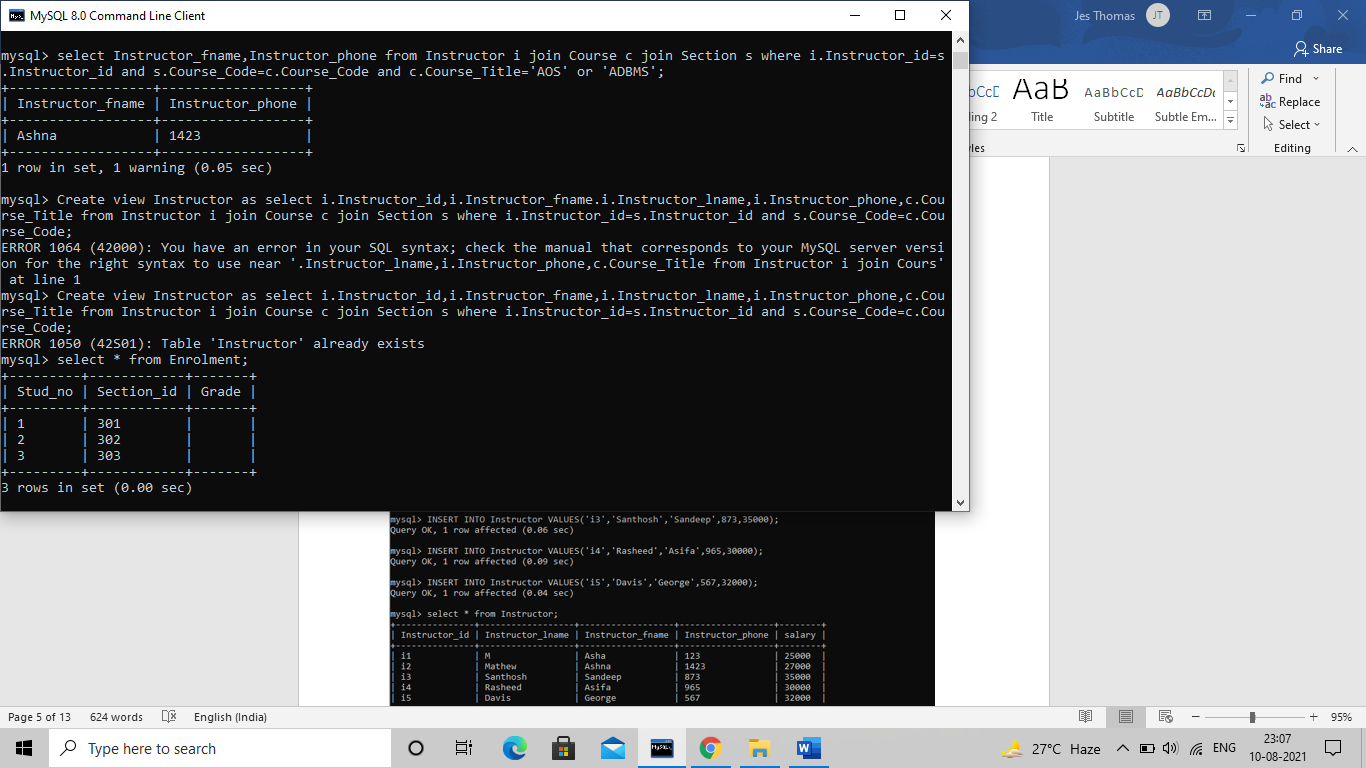 MySQL 8.0 Command Line Client
mysql> select Instructor_fname,Instructor_phone from Instructor i join Course c join Section s where i.Instructor_id=s
.Instructor_id and s.Course_Code=c.Course_Code and c.Course_Title='AOS' or 'ADBMS';
+------------------+------------------+
| Instructor_fname | Instructor_phone |
+------------------+------------------+
| Ashna            | 1423             |
+------------------+------------------+
1 row in set, 1 warning (0.05 sec)
mysql> Create view Instructor as select i.Instructor_id,i.Instructor_fname.i.Instructor_lname,i.Instructor_phone,c.Cou
rse_Title from Instructor i join Course c join Section s where i.Instructor_id=s.Instructor_id and s.Course_Code=c.Cou
rse_Code;
ERROR 1064 (42000): You have an error in your SQL syntax; check the manual that corresponds to your MySQL server versi
on for the right syntax to use near '.Instructor_lname,i.Instructor_phone,c.Course_Title from Instructor i join Cours'
at line 1
mysql> Create view Instructor as select i.Instructor_id,i.Instructor_fname,i.Instructor_lname,i.Instructor_phone,c.Cou
rse_Title from Instructor i join Course c join Section s where i.Instructor_id=s.Instructor_id and s.Course_Code=c.Cou
rse_Code;
ERROR 1050 (42S01): Table 'Instructor' already exists
mysql> select * from Enrolment;
+---------+------------+-------+
| Stud_no | Section_id | Grade |
+---------+------------+-------+
| 1       | 301        |       |
| 2       | 302        |       |
| 3       | 303        |       |
+---------+------------+-------+
3 rows in set (0.00 sec)
Jes Thomas JT
Share
AaB AaBbCcD AaBbCcDd
ing 2 Title Subtitle Subtle Em...
Find
Replace
Select
Editing
mysql> INSERT INTO Instructor VALUES('i3','Santhosh','Sandeep',873,35000);
Query OK, 1 row affected (0.06 sec)
mysql> INSERT INTO Instructor VALUES('i4','Rasheed','Asifa',965,30000);
Query OK, 1 row affected (0.09 sec)
mysql> INSERT INTO Instructor VALUES('i5','Davis','George',567,32000);
Query OK, 1 row affected (0.04 sec)
mysql> select * from Instructor;
| Instructor_id | Instructor_lname | Instructor_fname | Instructor_phone | salary |
| i1 | M | Asha | 123 | 25000 |
| i2 | Mathew | Ashna | 1423 | 27000 |
| i3 | Santhosh | Sandeep | 873 | 35000 |
| i4 | Rasheed | Asifa | 965 | 30000 |
| i5 | Davis | George | 567 | 32000 |
Page 5 of 13 624 words English (India) 95%
Type here to search
27°C Haze ENG 23:07
10-08-2021